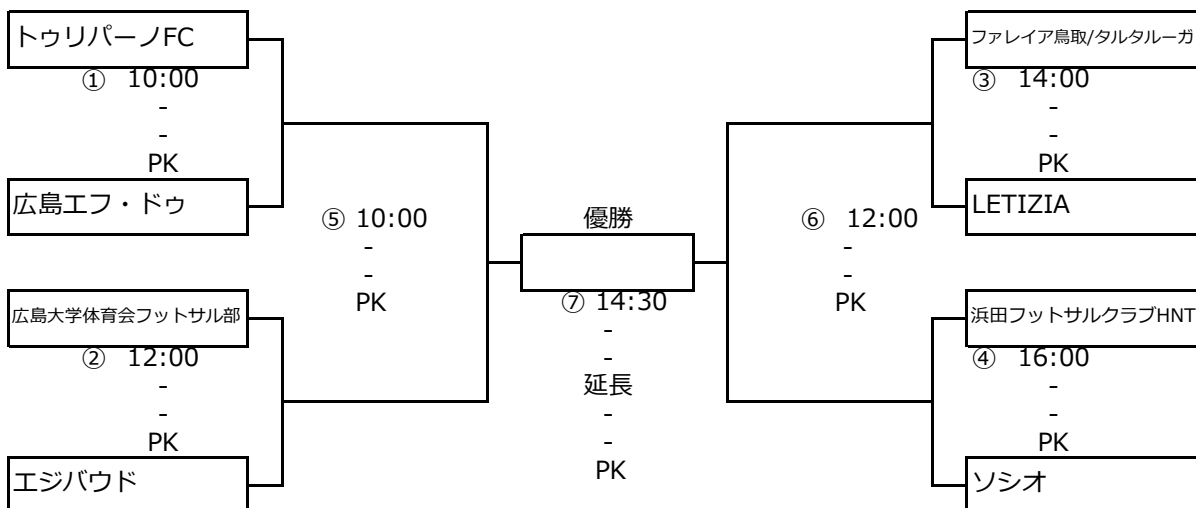 トゥリパーノFC
① 10:00
-
-
PK
広島エフ・ドゥ
広島大学体育会フットサル部
② 12:00
-
-
PK
エジバウド
⑤ 10:00
-
-
PK
優勝
⑦ 14:30
-
-
延長
-
-
PK
⑥ 12:00
-
-
PK
ファレイア鳥取/タルタルーガ
③ 14:00
-
-
PK
LETIZIA
浜田フットサルクラブHNT
④ 16:00
-
-
PK
ソシオ